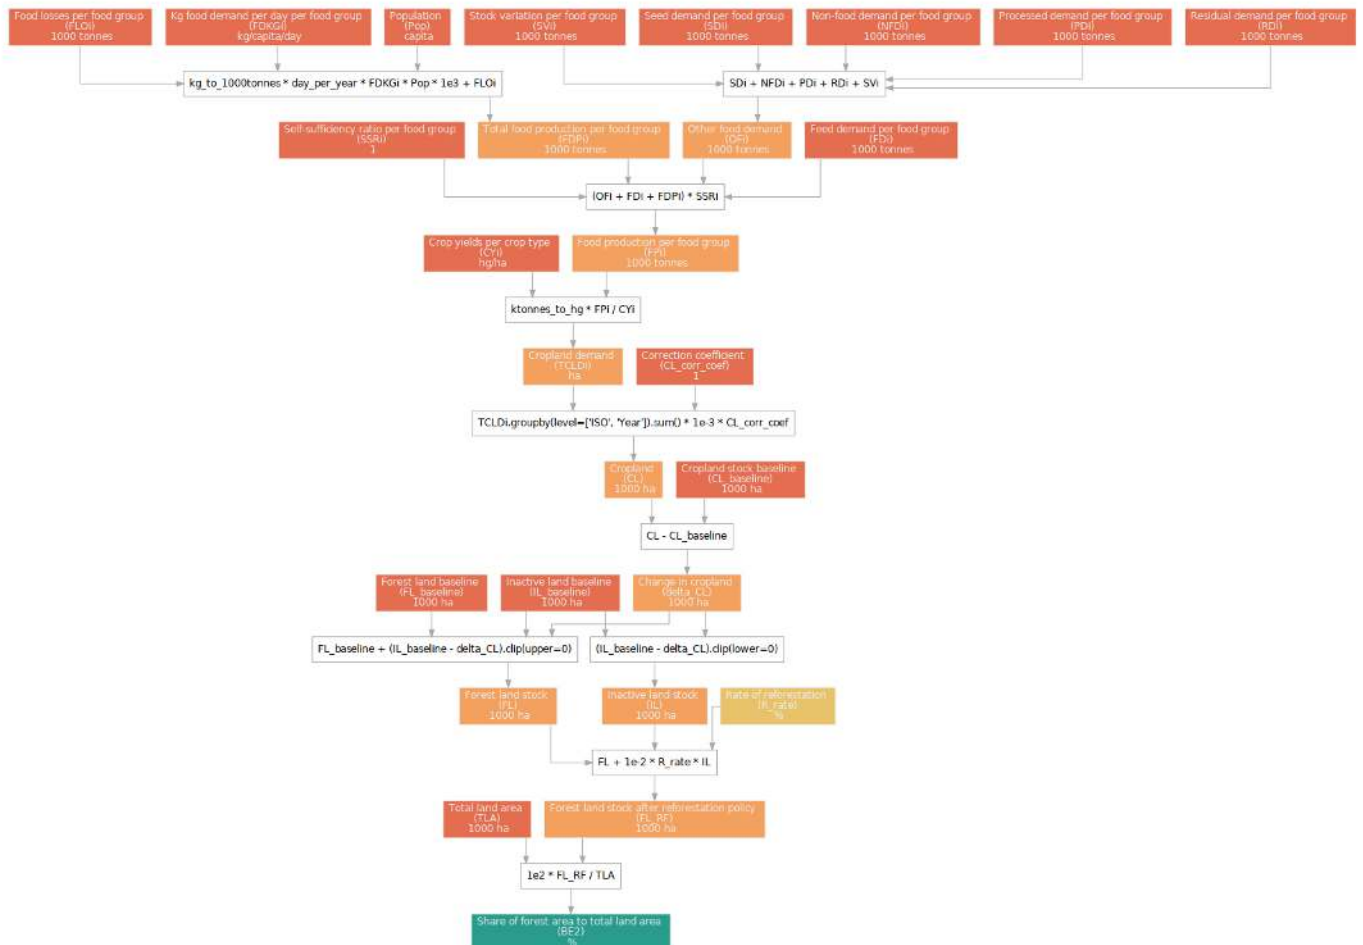 Food losses per food group
(FLOi)
1000 tonnes
Kg food demand per day per food group
(FDKGi)
kg/capita/day
Population
(Pop)
capita
Stock variation per food group
(SVi)
1000 tonnes
Seed demand per food group
(SDi)
1000 tonnes
Non-food demand per food group
(NFDi)
1000 tonnes
Processed demand per food group
(PDi)
1000 tonnes
Residual demand per food group
(RDi)
1000 tonnes
kg_to_1000tonnes * day_per_year * FDKGi * Pop * 1e3 + FLOi
SDi + NFDi + PDi + RDi + SVi
Self-sufficiency ratio per food group
(SSRi)
1
Total food production per food group
(FDPi)
1000 tonnes
Other food demand
(OFi)
1000 tonnes
Feed demand per food group
(FDi)
1000 tonnes
(OFi + FDi + FDPi) * SSRi
Crop yields per crop type
(CYi)
hg/ha
Food production per food group
(FPi)
1000 tonnes
ktonnes_to_hg * FPi / CYi
Cropland demand
(TCLDi)
ha
Correction coefficient
(CL_corr_coef)
1
TCLDi.groupby(level=['ISO', 'Year']).sum() * 1e-3 * CL_corr_coef
Cropland
(CL)
1000 ha
Cropland stock baseline
(CL_baseline)
1000 ha
CL - CL_baseline
Forest land baseline
(FL_baseline)
1000 ha
Inactive land baseline
(IL_baseline)
1000 ha
Change in cropland
(delta_CL)
1000 ha
FL_baseline + (IL_baseline - delta_CL).clip(upper=0)
(IL_baseline - delta_CL).clip(lower=0)
Forest land stock
(FL)
1000 ha
Inactive land stock
(IL)
1000 ha
Rate of reforestation
(R_rate)
%
FL + 1e-2 * R_rate * IL
Total land area
(TLA)
1000 ha
Forest land stock after reforestation policy
(FL_RF)
1000 ha
1e2 * FL_RF / TLA
Share of forest area to total land area
(BE2)
%